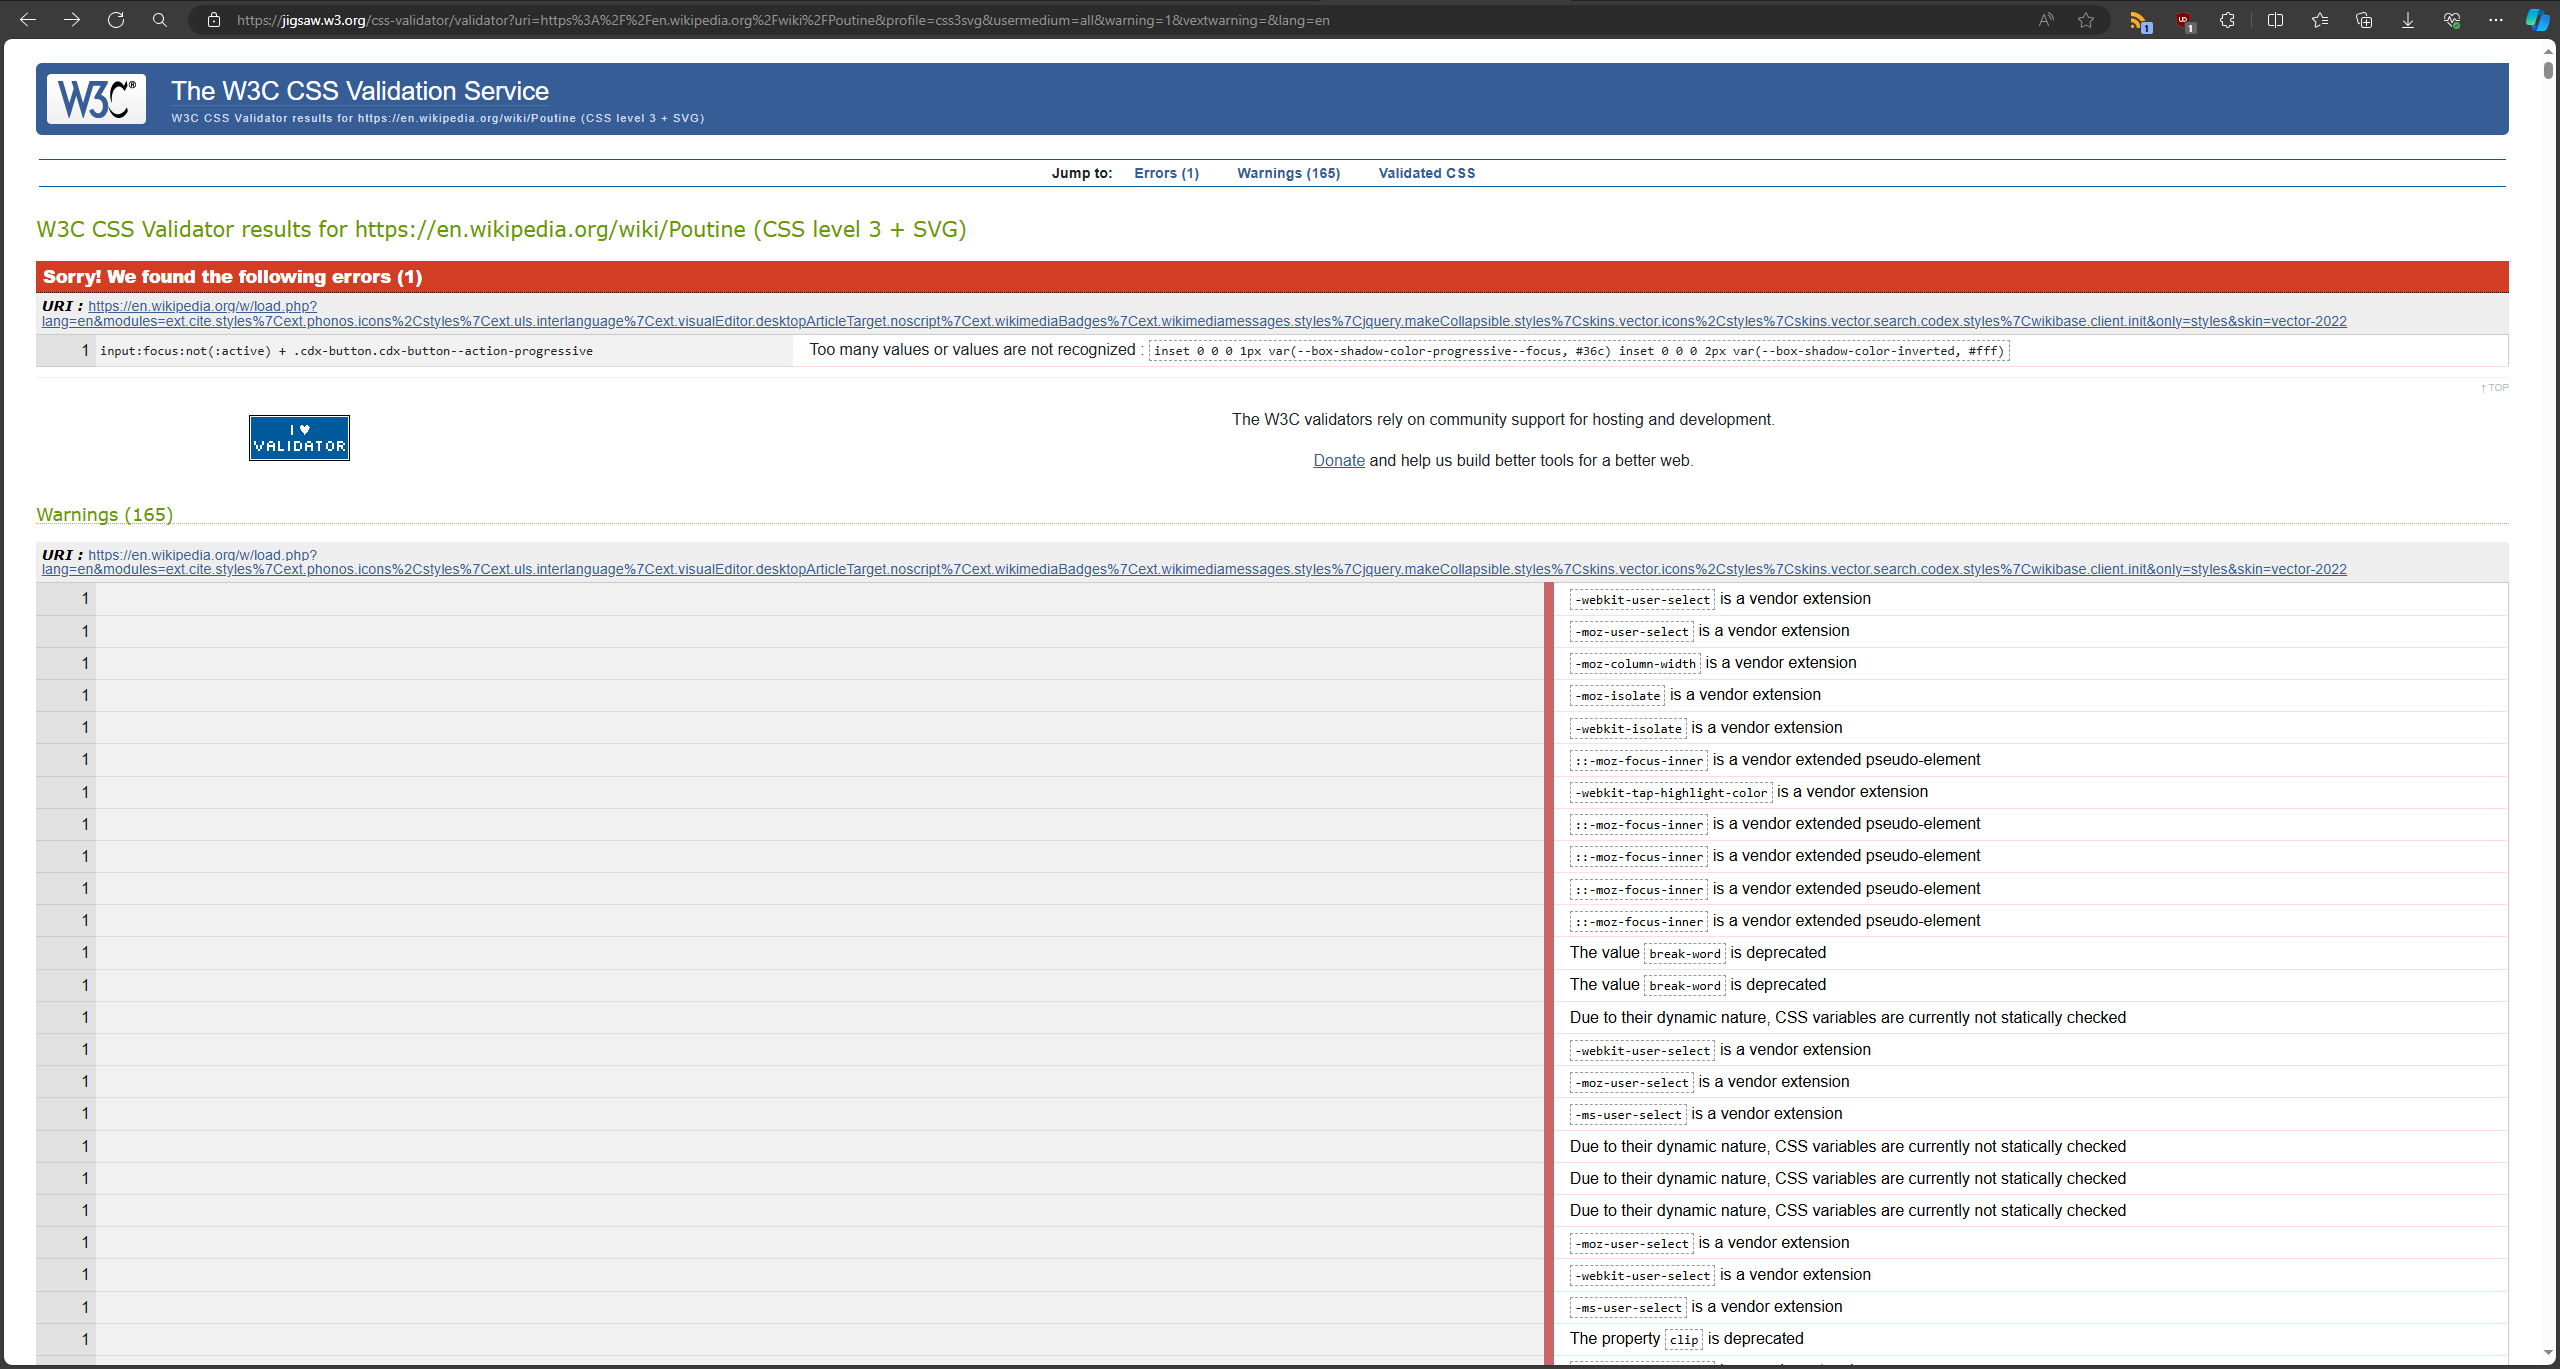 https://jigsaw.w3.org/css-validator/validator?uri=https%3A%2F%2Fen.wikipedia.org%2Fwiki%2FPoutine&profile=css3svg&usermedium=all&warning=1&vextwarning=&lang=en
W3C®
The W3C CSS Validation Service
W3C CSS Validator results for https://en.wikipedia.org/wiki/Poutine (CSS level 3 + SVG)
Jump to: Errors (1) Warnings (165) Validated CSS
W3C CSS Validator results for https://en.wikipedia.org/wiki/Poutine (CSS level 3 + SVG)
Sorry! We found the following errors (1)
URI : https://en.wikipedia.org/w/load.php?
lang=en&modules=ext.cite.styles%7Cext.phonos.icons%2Cstyles%7Cext.uls.interlanguage%7Cext.visualEditor.desktopArticleTarget.noscript%7Cext.wikimediaBadges%7Cext.wikimediamessages.styles%7Cjquery.makeCollapsible.styles%7Cskins.vector.icons%2Cstyles%7Cskins.vector.search.codex.styles%7Cwikibase.client.init&only=styles&skin=vector-2022
1 input:focus:not(:active) + .cdx-button.cdx-button--action-progressive Too many values or values are not recognized : inset 0 0 0 1px var(--box-shadow-color-progressive--focus, #36c) inset 0 0 0 2px var(--box-shadow-color-inverted, #fff)
↑ TOP
I ♥
VALIDATOR
The W3C validators rely on community support for hosting and development.
Donate and help us build better tools for a better web.
Warnings (165)
URI : https://en.wikipedia.org/w/load.php?
lang=en&modules=ext.cite.styles%7Cext.phonos.icons%2Cstyles%7Cext.uls.interlanguage%7Cext.visualEditor.desktopArticleTarget.noscript%7Cext.wikimediaBadges%7Cext.wikimediamessages.styles%7Cjquery.makeCollapsible.styles%7Cskins.vector.icons%2Cstyles%7Cskins.vector.search.codex.styles%7Cwikibase.client.init&only=styles&skin=vector-2022
1 -webkit-user-select is a vendor extension
1 -moz-user-select is a vendor extension
1 -moz-column-width is a vendor extension
1 -moz-isolate is a vendor extension
1 -webkit-isolate is a vendor extension
1 ::-moz-focus-inner is a vendor extended pseudo-element
1 -webkit-tap-highlight-color is a vendor extension
1 ::-moz-focus-inner is a vendor extended pseudo-element
1 ::-moz-focus-inner is a vendor extended pseudo-element
1 ::-moz-focus-inner is a vendor extended pseudo-element
1 ::-moz-focus-inner is a vendor extended pseudo-element
1 The value break-word is deprecated
1 The value break-word is deprecated
1 Due to their dynamic nature, CSS variables are currently not statically checked
1 -webkit-user-select is a vendor extension
1 -moz-user-select is a vendor extension
1 -ms-user-select is a vendor extension
1 Due to their dynamic nature, CSS variables are currently not statically checked
1 Due to their dynamic nature, CSS variables are currently not statically checked
1 Due to their dynamic nature, CSS variables are currently not statically checked
1 -moz-user-select is a vendor extension
1 -webkit-user-select is a vendor extension
1 -ms-user-select is a vendor extension
1 The property clip is deprecated